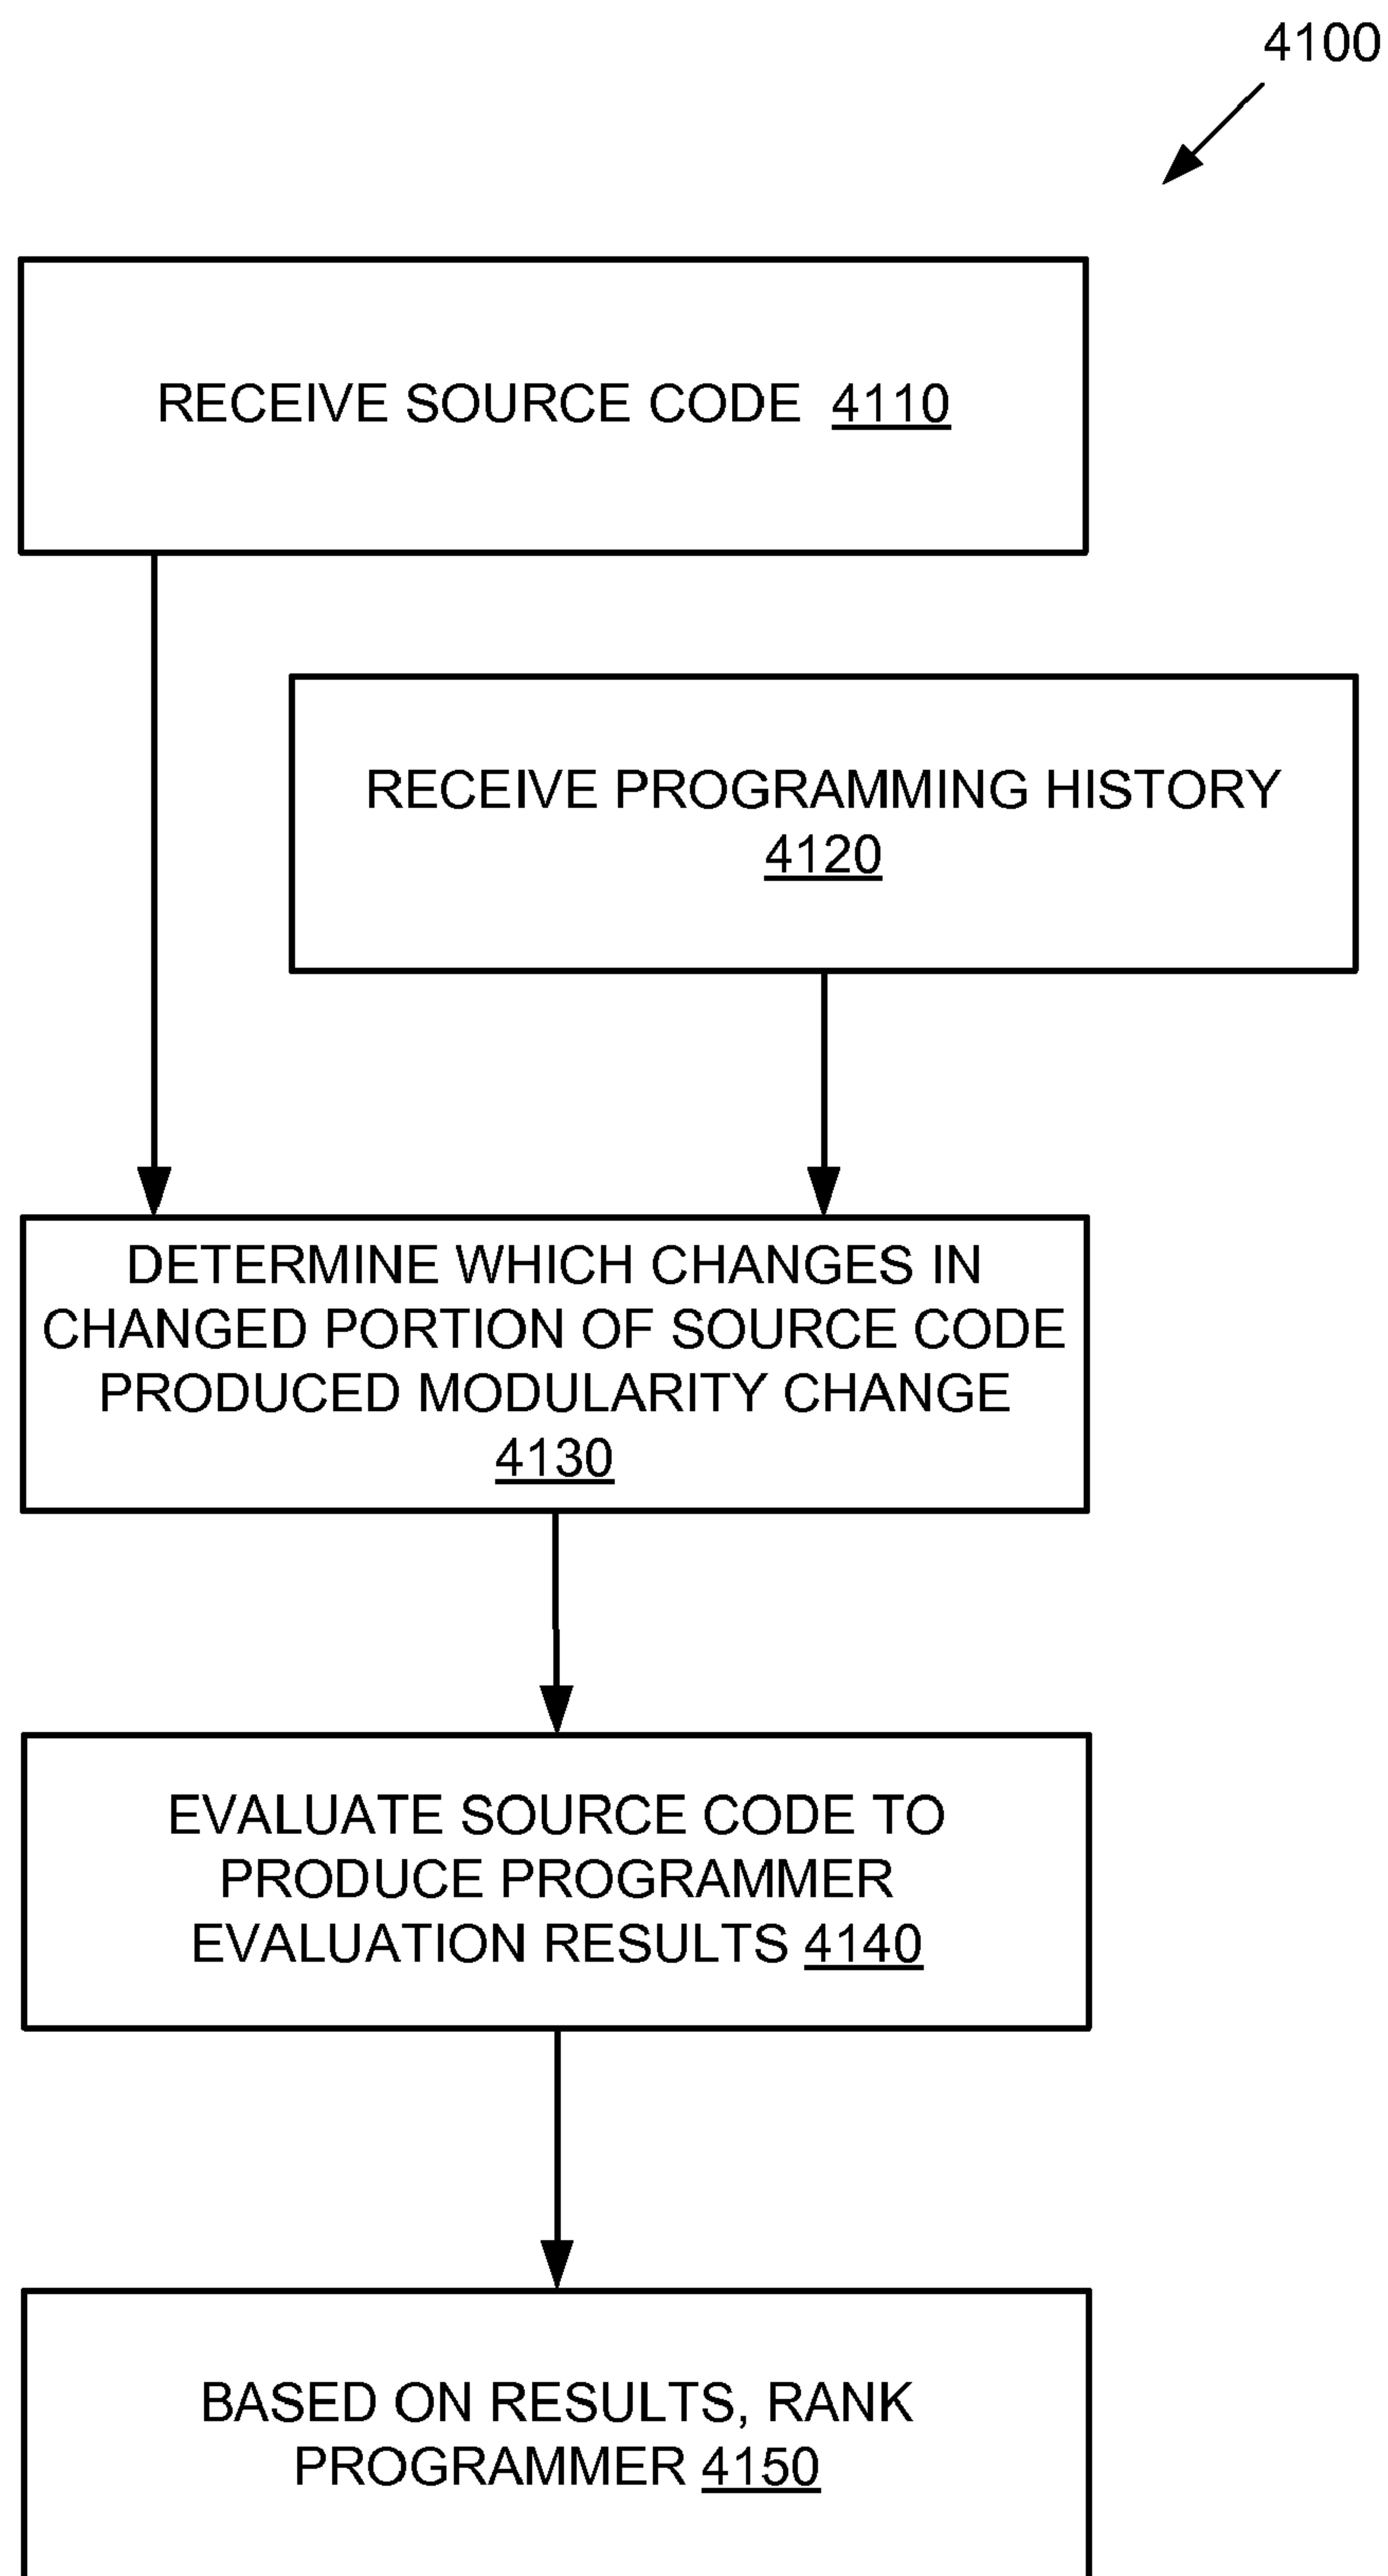 4100
RECEIVE SOURCE CODE 4110
RECEIVE PROGRAMMING HISTORY
4120
DETERMINE WHICH CHANGES IN
CHANGED PORTION OF SOURCE CODE
PRODUCED MODULARITY CHANGE
4130
EVALUATE SOURCE CODE TO
PRODUCE PROGRAMMER
EVALUATION RESULTS 4140
BASED ON RESULTS, RANK
PROGRAMMER 4150